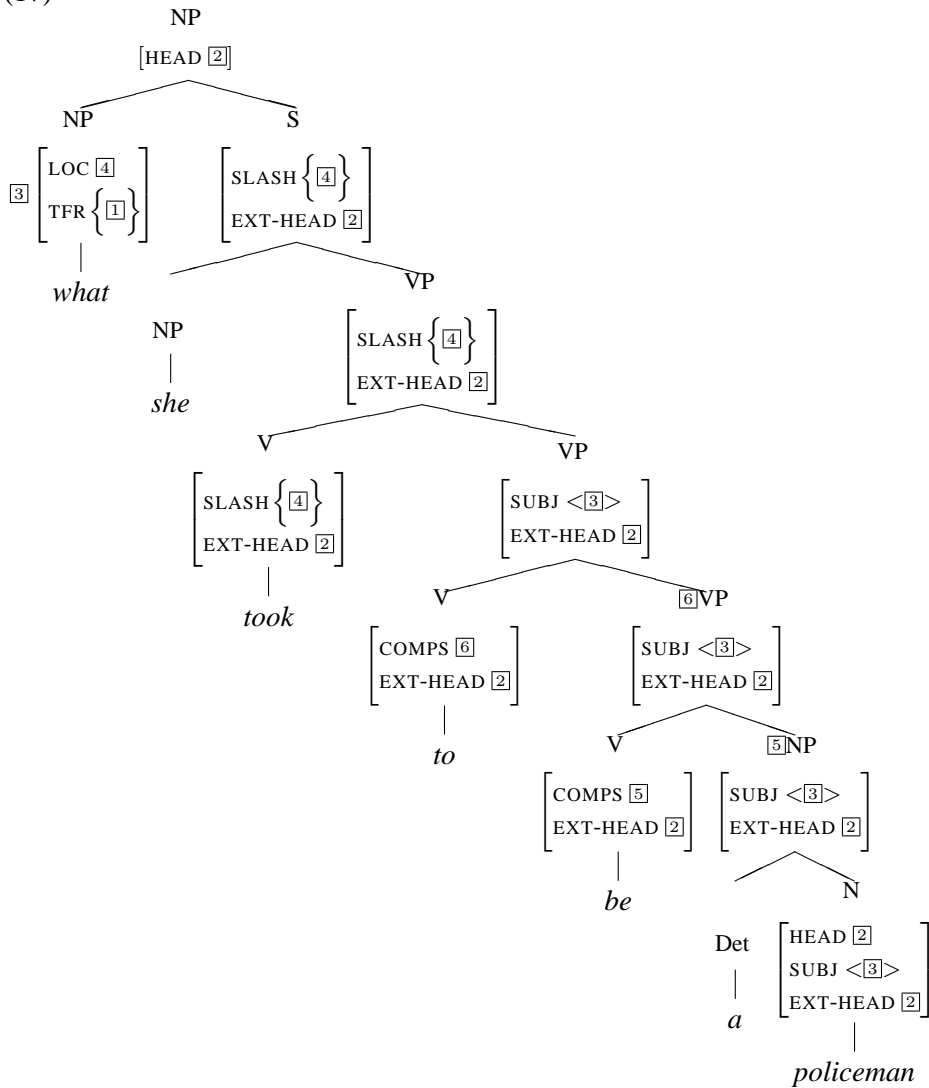 NP
[HEAD 2]
NP S
3 [LOC 4 TFR {1}] [SLASH {4} EXT-HEAD 2]
what VP
NP [SLASH {4} EXT-HEAD 2]
she
V VP
[SLASH {4} EXT-HEAD 2] [SUBJ <3> EXT-HEAD 2]
took V 6VP
[COMPS 6 EXT-HEAD 2] [SUBJ <3> EXT-HEAD 2]
to V 5NP
[COMPS 5 EXT-HEAD 2] [SUBJ <3> EXT-HEAD 2]
be N
Det [HEAD 2 SUBJ <3> EXT-HEAD 2]
a
policeman